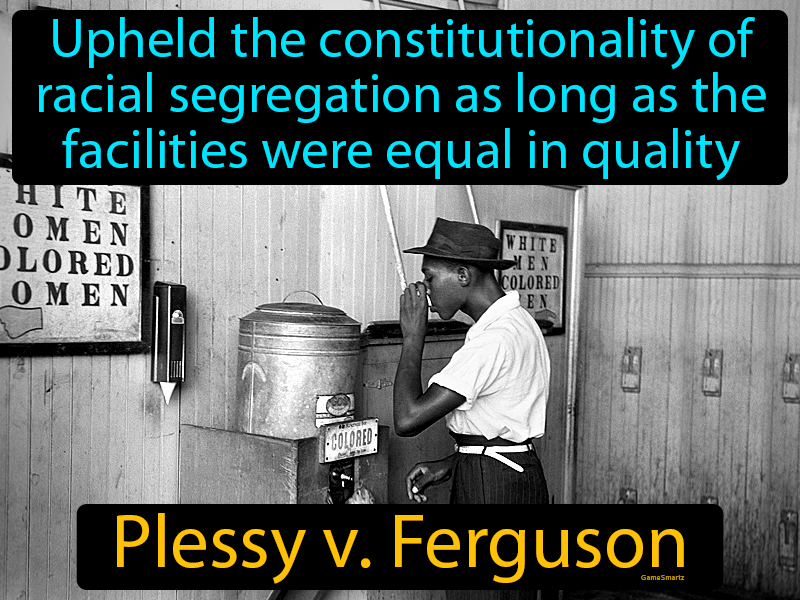 Upheld the constitutionality of
racial segregation as long as the
facilities were equal in quality
HITE
OMEN
OLORED
OMEN
WHITE
MEN
COLORED
EN
COLORED
Plessy v. Ferguson
GameSmartz